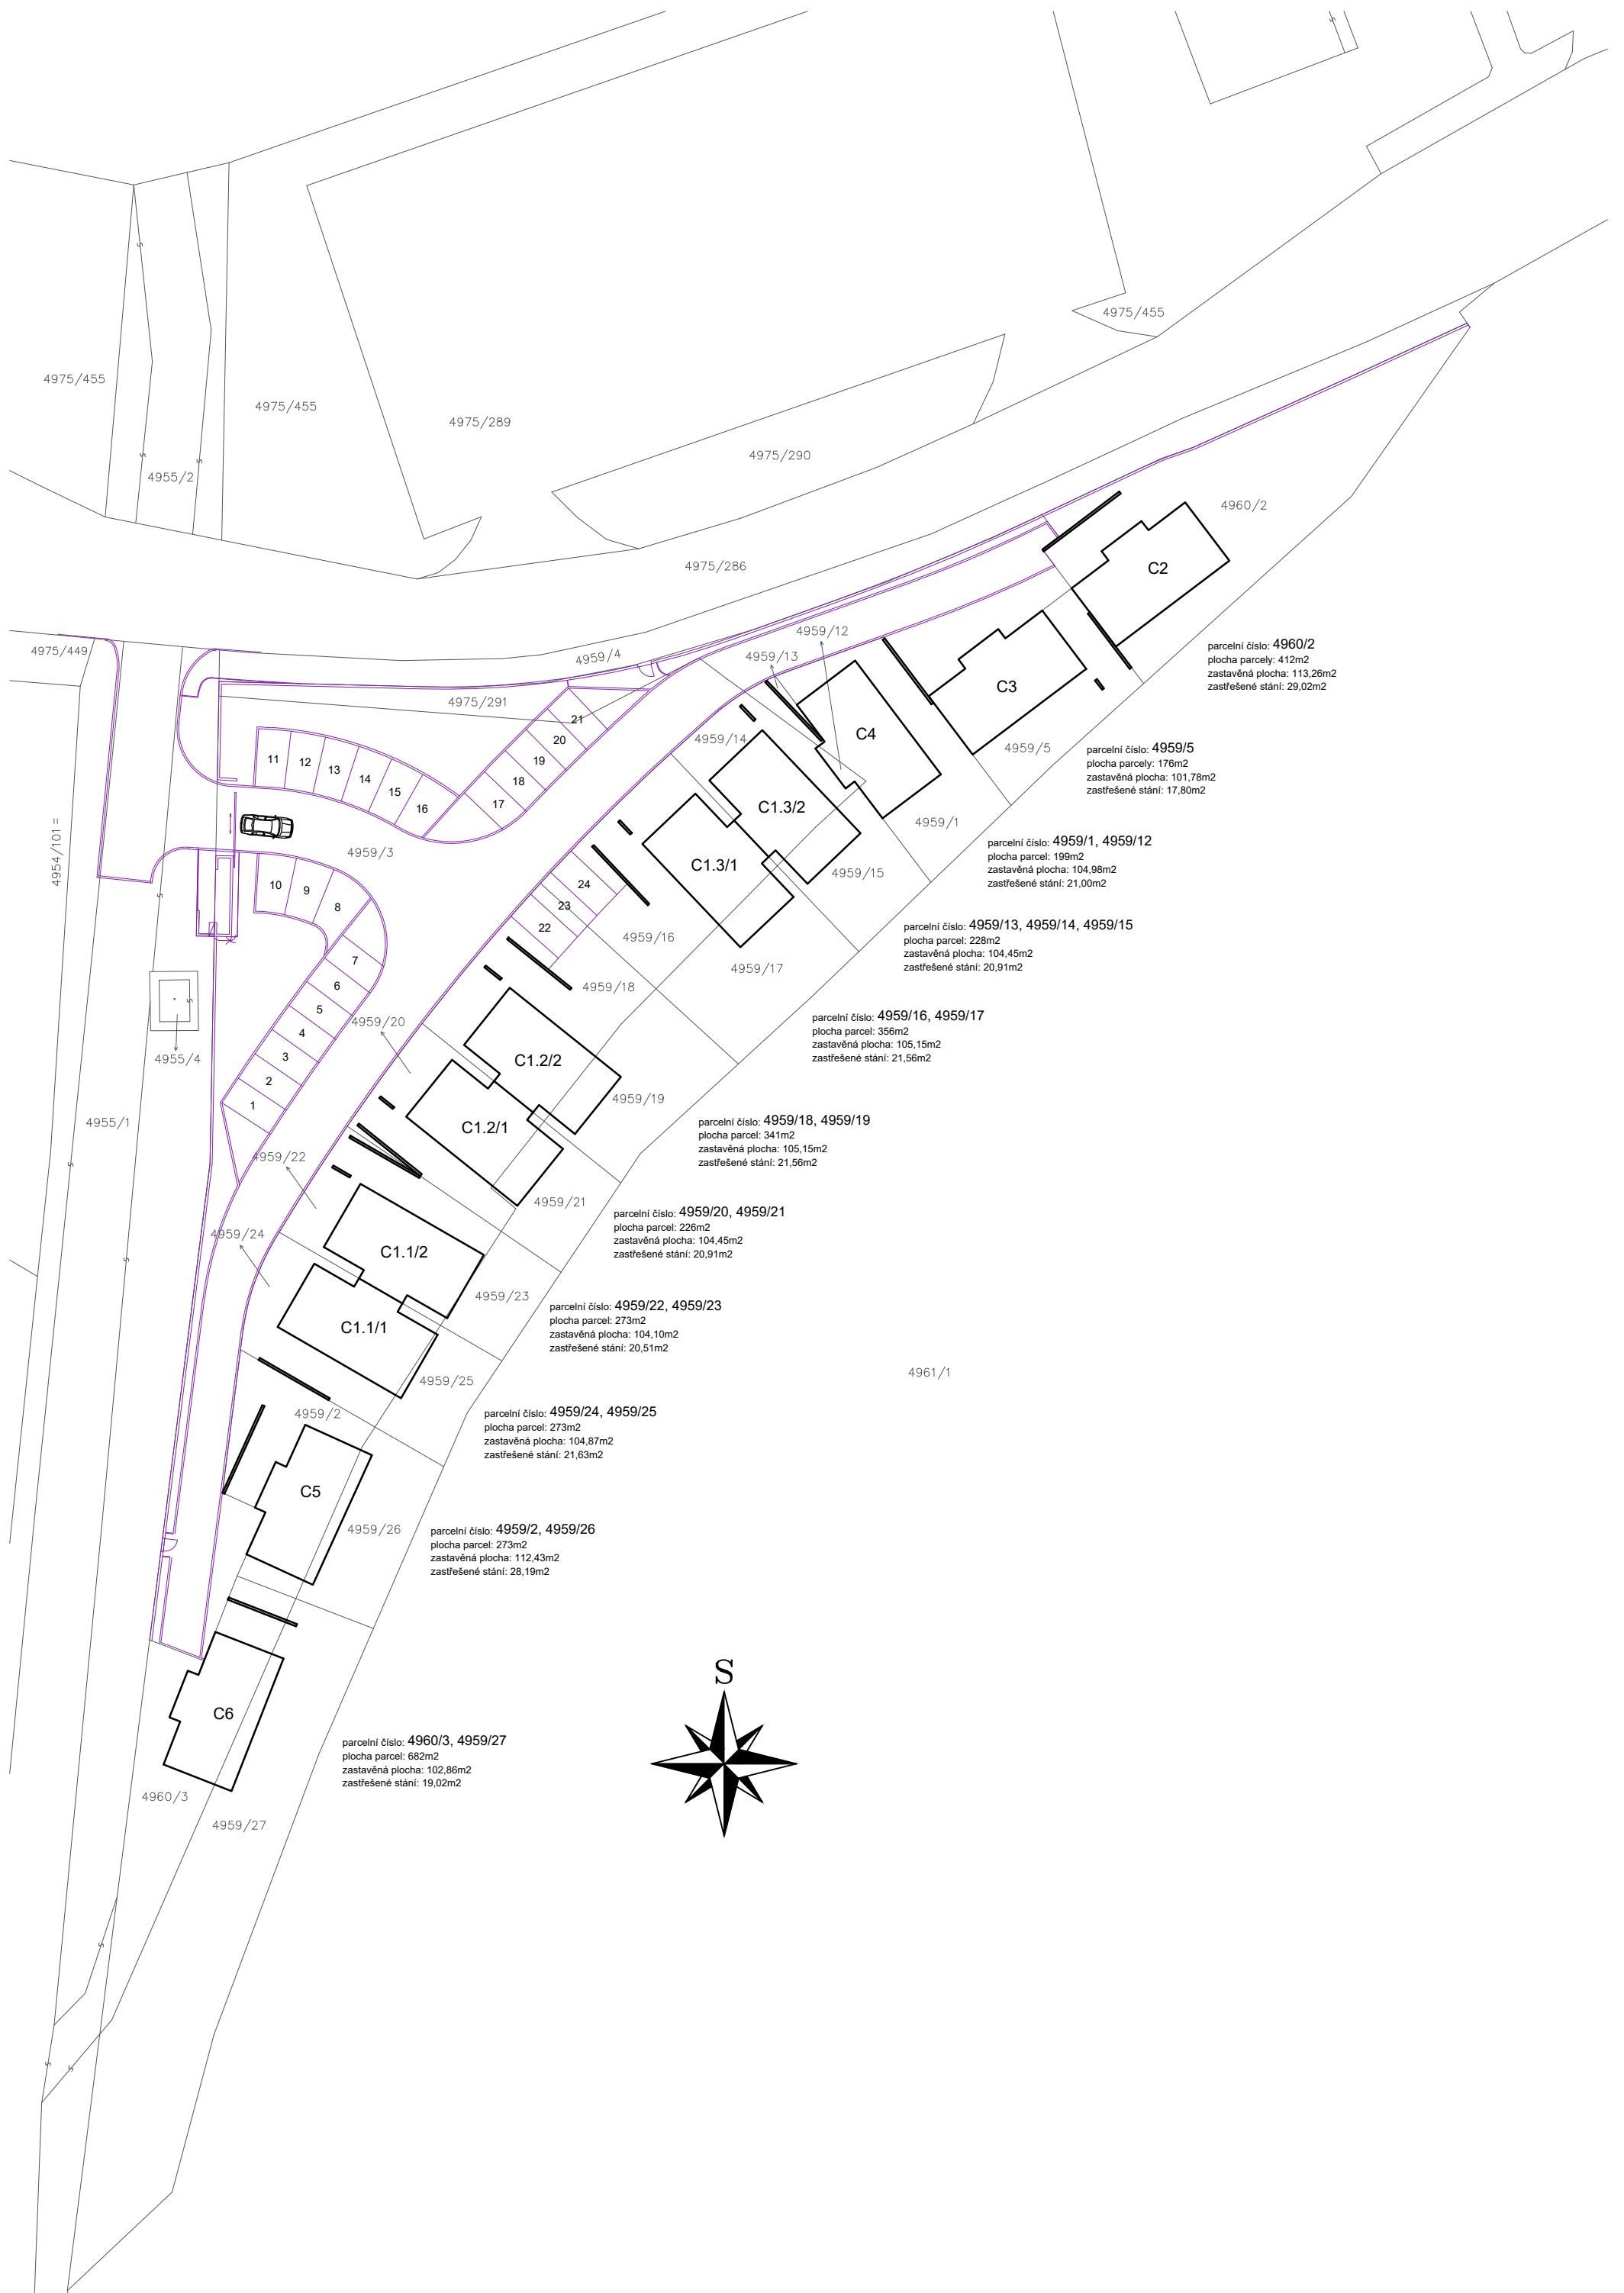 S
4975/455
4975/455
4975/455
4975/289
4955/2
4975/290
4960/2
4975/286
C2
4959/12
4975/449
4959/4
4959/13
parcelní číslo: 4960/2
plocha parcely: 412m2
zastavěná plocha: 113,26m2
zastřešené stání: 29,02m2
C3
4975/291
21
20
19
18
17
4959/14
C4
4959/5
parcelní číslo: 4959/5
plocha parcely: 176m2
zastavěná plocha: 101,78m2
zastřešené stání: 17,80m2
11
12
13
14
15
16
C1.3/2
4959/1
4954/101 =
4959/3
C1.3/1
4959/15
parcelní číslo: 4959/1, 4959/12
plocha parcel: 199m2
zastavěná plocha: 104,98m2
zastřešené stání: 21,00m2
10
9
8
24
23
22
4959/16
4959/17
parcelní číslo: 4959/13, 4959/14, 4959/15
plocha parcel: 228m2
zastavěná plocha: 104,45m2
zastřešené stání: 20,91m2
7
6
5
4
3
2
1
4959/18
4959/20
4955/4
C1.2/2
4959/19
parcelní číslo: 4959/16, 4959/17
plocha parcel: 356m2
zastavěná plocha: 105,15m2
zastřešené stání: 21,56m2
4955/1
C1.2/1
4959/22
4959/21
parcelní číslo: 4959/18, 4959/19
plocha parcel: 341m2
zastavěná plocha: 105,15m2
zastřešené stání: 21,56m2
4959/24
C1.1/2
parcelní číslo: 4959/20, 4959/21
plocha parcel: 226m2
zastavěná plocha: 104,45m2
zastřešené stání: 20,91m2
4959/23
C1.1/1
parcelní číslo: 4959/22, 4959/23
plocha parcel: 273m2
zastavěná plocha: 104,10m2
zastřešené stání: 20,51m2
4961/1
4959/25
4959/2
parcelní číslo: 4959/24, 4959/25
plocha parcel: 273m2
zastavěná plocha: 104,87m2
zastřešené stání: 21,63m2
C5
4959/26
parcelní číslo: 4959/2, 4959/26
plocha parcel: 273m2
zastavěná plocha: 112,43m2
zastřešené stání: 28,19m2
C6
parcelní číslo: 4960/3, 4959/27
plocha parcel: 682m2
zastavěná plocha: 102,86m2
zastřešené stání: 19,02m2
4960/3
4959/27